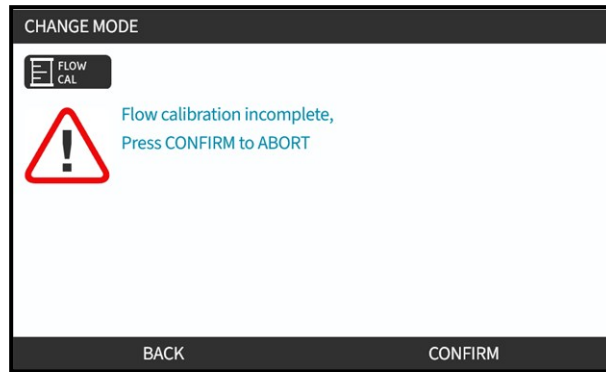 CHANGE MODE
FLOW
CAL
Flow calibration incomplete,
Press CONFIRM to ABORT
BACK CONFIRM